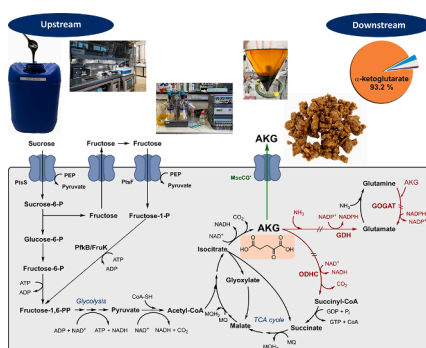 Upstream
Downstream
α-ketoglutarate
93.2 %
Sucrose
Fructose
Fructose
AKG
PtsS
PEP
Pyruvate
PtsF
PEP
Pyruvate
MscCG'
Sucrose-6-P
Fructose
Fructose-1-P
Glucose-6-P
PfkB/FruK
ATP
ADP
Fructose-6-P
ATP
ADP
Fructose-1,6-PP
Glycolysis
ADP + NAD⁺
ATP + NADH
Pyruvate
CoA-SH
NAD⁺
NADH + CO₂
Acetyl-CoA
Isocitrate
NAD⁺
NADH
CO₂
AKG
HO
O
O
O
OH
NH₃
NADP⁺
NADPH
GDH
Glutamine
AKG
NH₃
GOGAT
NADPH
NADP⁺
Glutamate
ODHC
NAD⁺
NADH
CO₂
Succinyl-CoA
GDP + Pᵢ
GTP + CoA
Succinate
Glyoxylate
TCA cycle
Malate
MQH₂
MQ
MQ
MQH₂